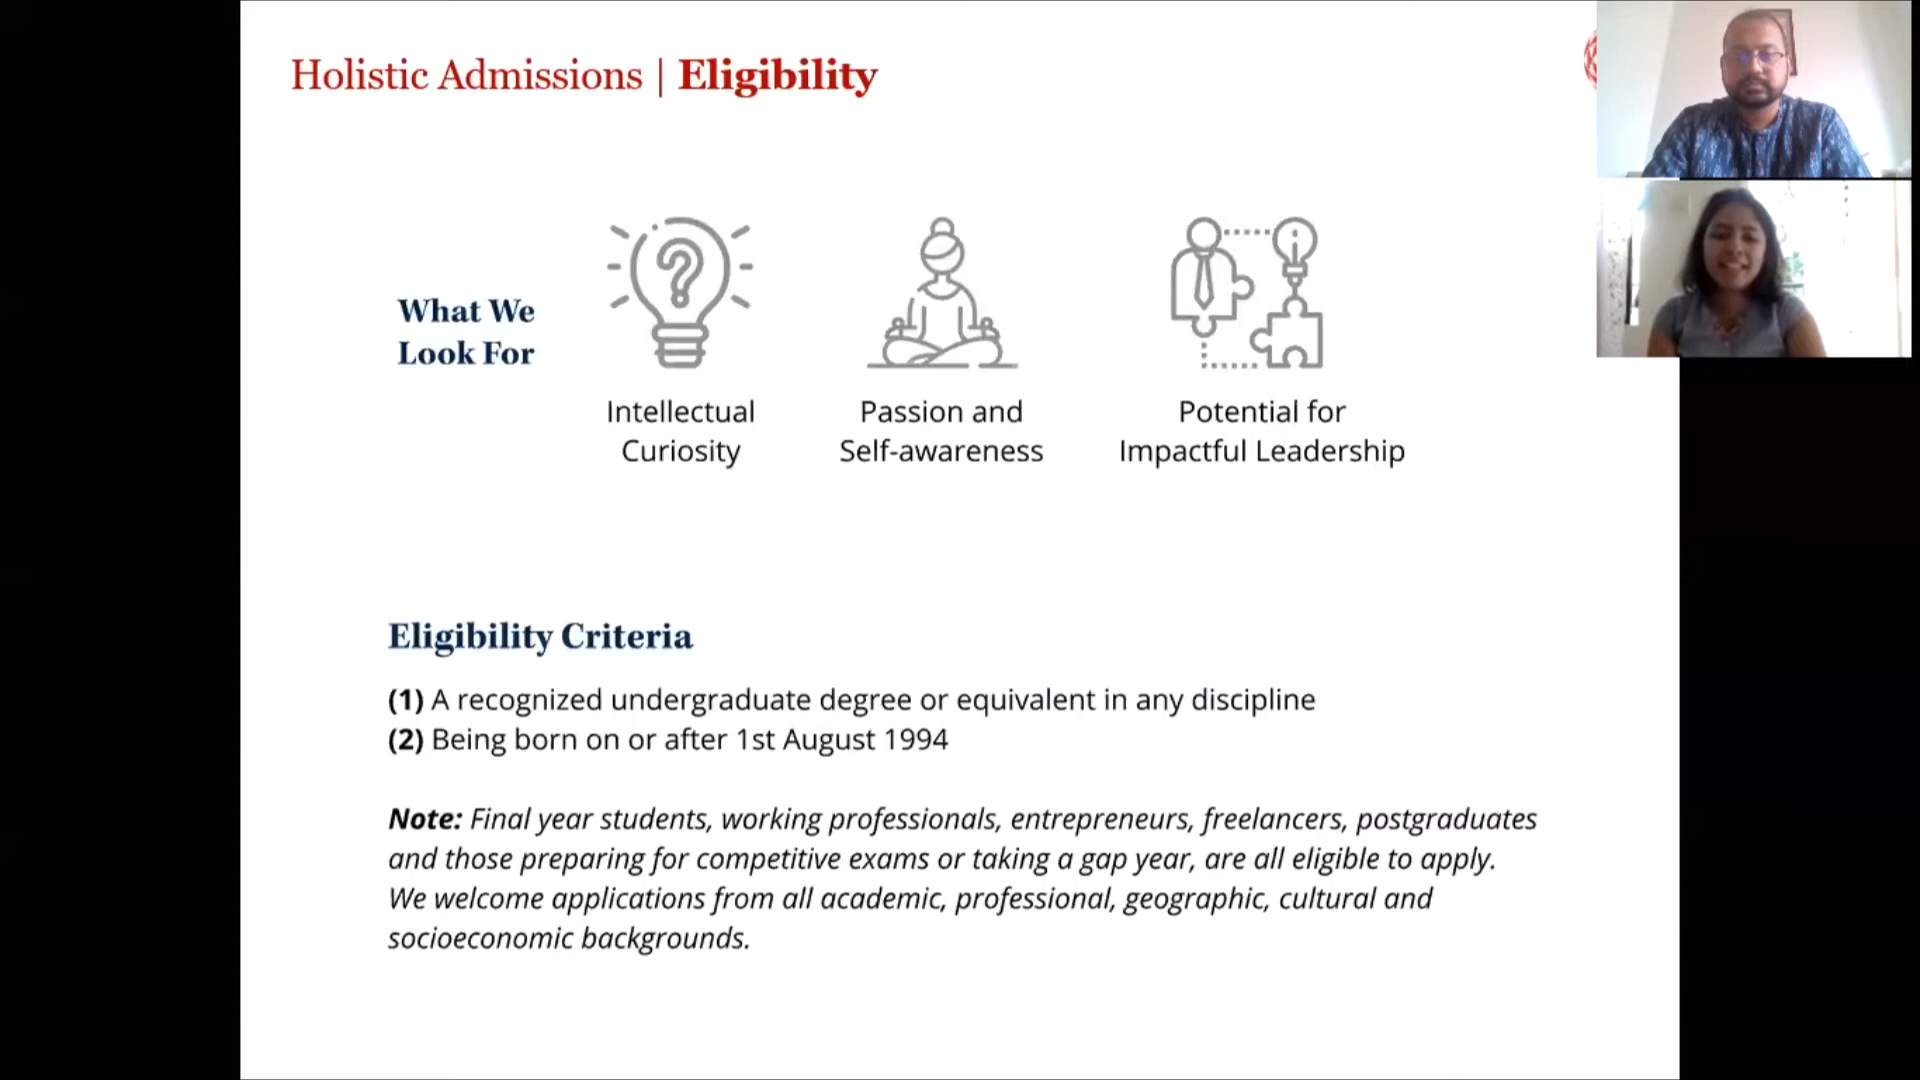 Holistic Admissions | Eligibility
What We
Look For
Intellectual
Curiosity
Passion and
Self-awareness
Potential for
Impactful Leadership
Eligibility Criteria
(1) A recognized undergraduate degree or equivalent in any discipline
(2) Being born on or after 1st August 1994
Note: Final year students, working professionals, entrepreneurs, freelancers, postgraduates
and those preparing for competitive exams or taking a gap year, are all eligible to apply.
We welcome applications from all academic, professional, geographic, cultural and
socioeconomic backgrounds.